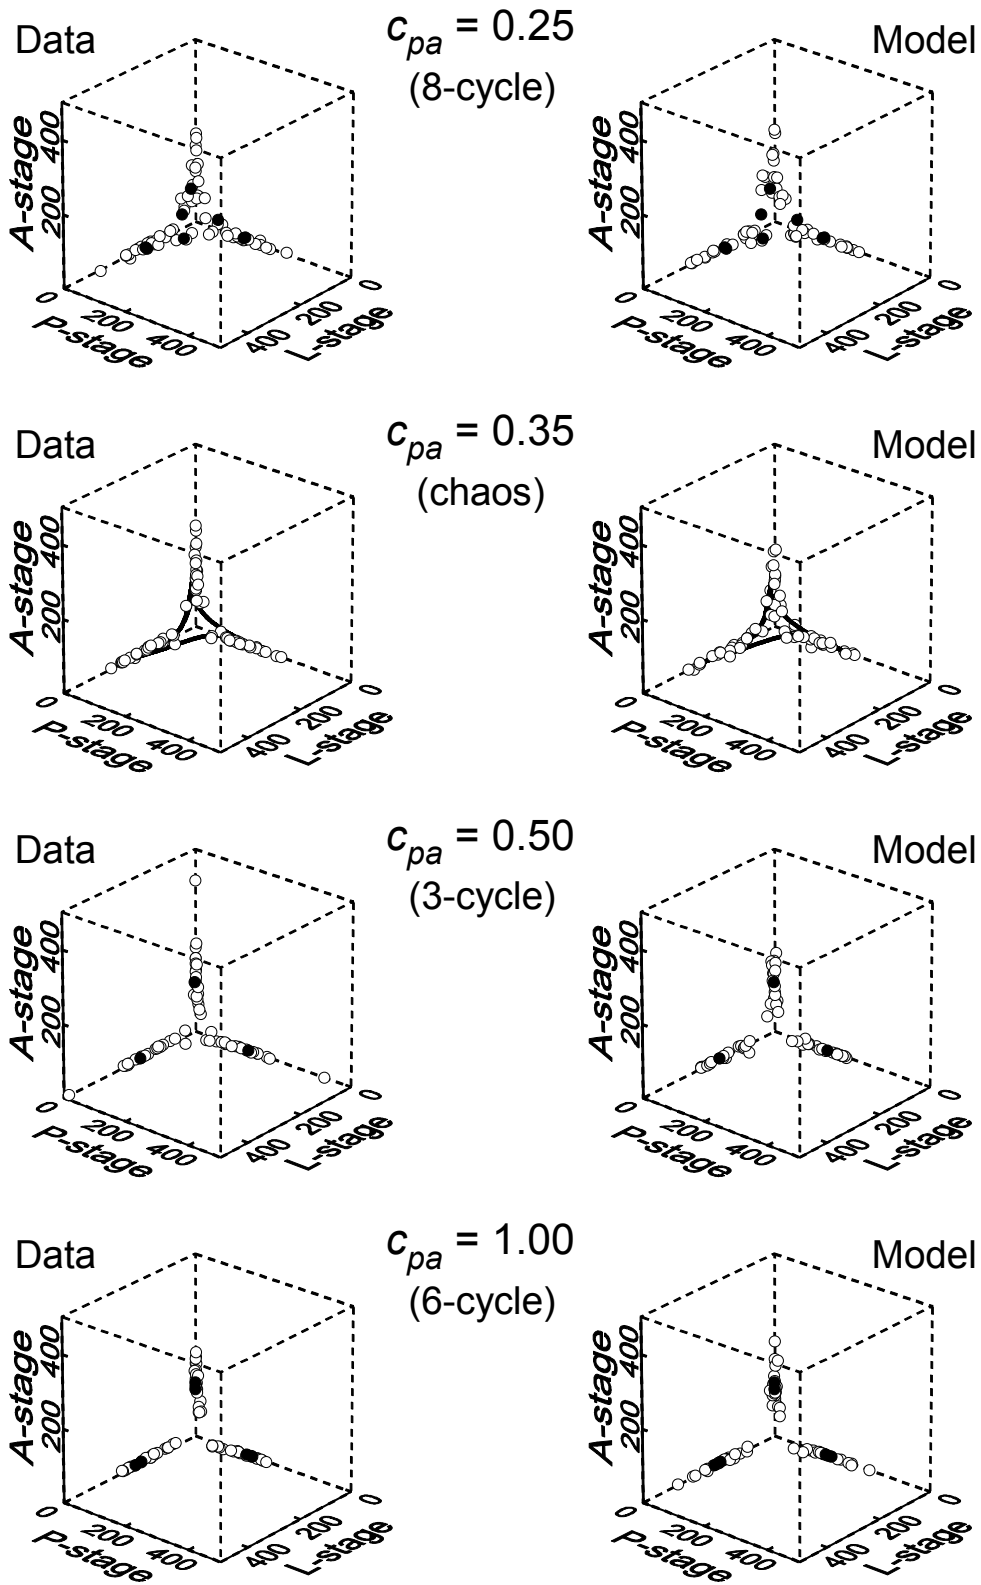 Data
c_pa = 0.25
(8-cycle)
Model
A-stage
400
200
0
200
400
P-stage
400
200
0
L-stage
A-stage
400
200
0
200
400
P-stage
400
200
0
L-stage
Data
c_pa = 0.35
(chaos)
Model
A-stage
400
200
0
200
400
P-stage
400
200
0
L-stage
A-stage
400
200
0
200
400
P-stage
400
200
0
L-stage
Data
c_pa = 0.50
(3-cycle)
Model
A-stage
400
200
0
200
400
P-stage
400
200
0
L-stage
A-stage
400
200
0
200
400
P-stage
400
200
0
L-stage
Data
c_pa = 1.00
(6-cycle)
Model
A-stage
400
200
0
200
400
P-stage
400
200
0
L-stage
A-stage
400
200
0
200
400
P-stage
400
200
0
L-stage